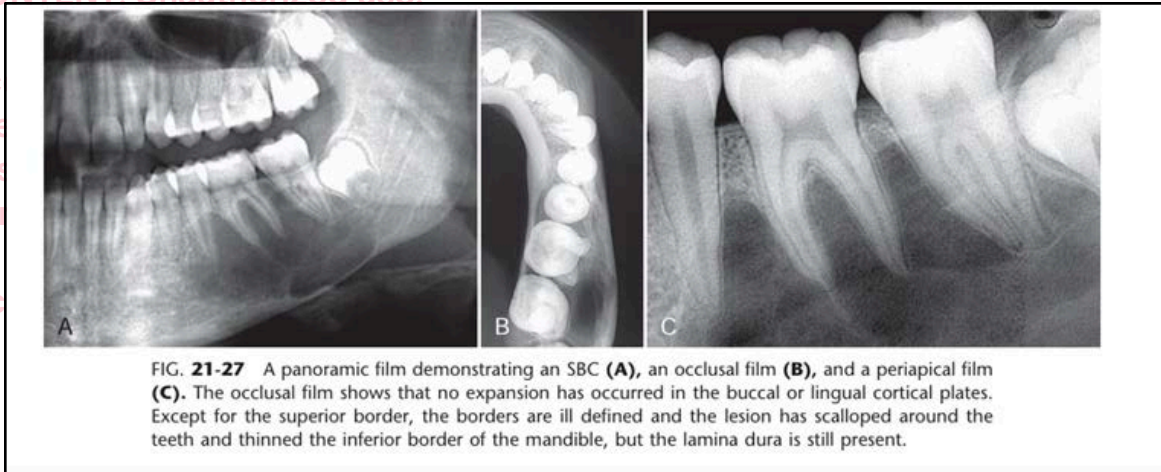 A
B
C
FIG. 21-27 A panoramic film demonstrating an SBC (A), an occlusal film (B), and a periapical film
(C). The occlusal film shows that no expansion has occurred in the buccal or lingual cortical plates.
Except for the superior border, the borders are ill defined and the lesion has scalloped around the
teeth and thinned the inferior border of the mandible, but the lamina dura is still present.